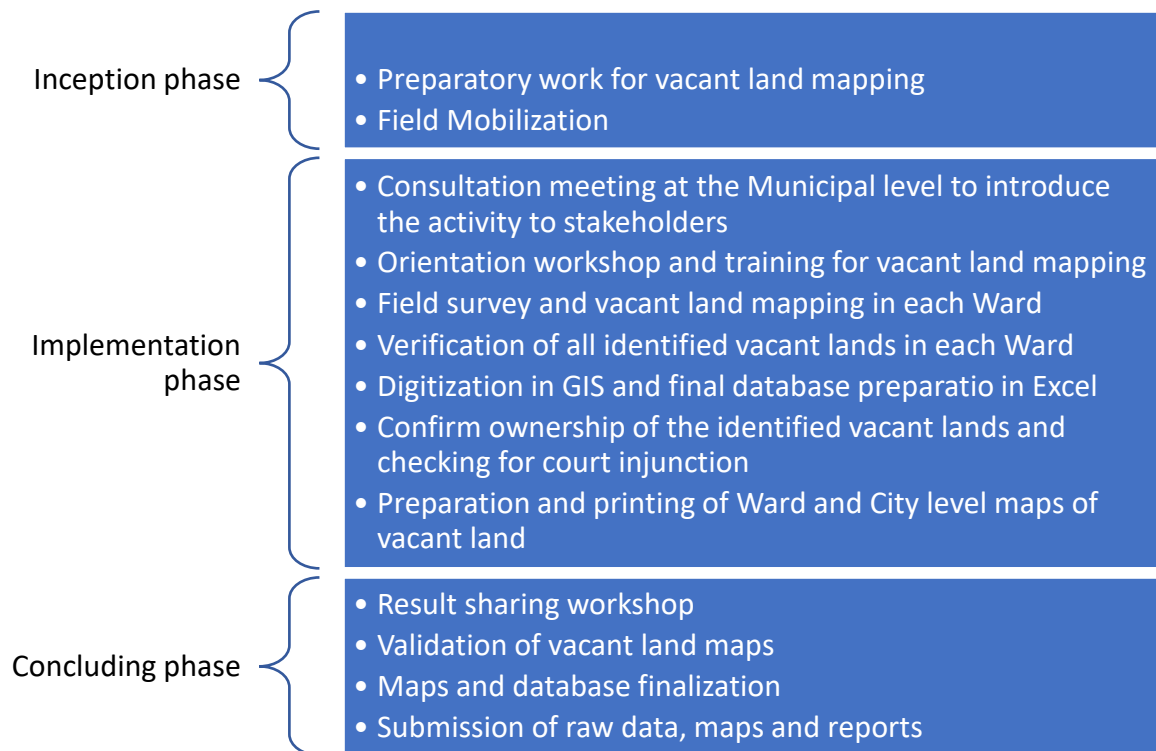 Inception phase
• Preparatory work for vacant land mapping
• Field Mobilization
Implementation
phase
• Consultation meeting at the Municipal level to introduce
the activity to stakeholders
• Orientation workshop and training for vacant land mapping
• Field survey and vacant land mapping in each Ward
• Verification of all identified vacant lands in each Ward
• Digitization in GIS and final database preparatio in Excel
• Confirm ownership of the identified vacant lands and
checking for court injunction
• Preparation and printing of Ward and City level maps of
vacant land
Concluding phase
• Result sharing workshop
• Validation of vacant land maps
• Maps and database finalization
• Submission of raw data, maps and reports